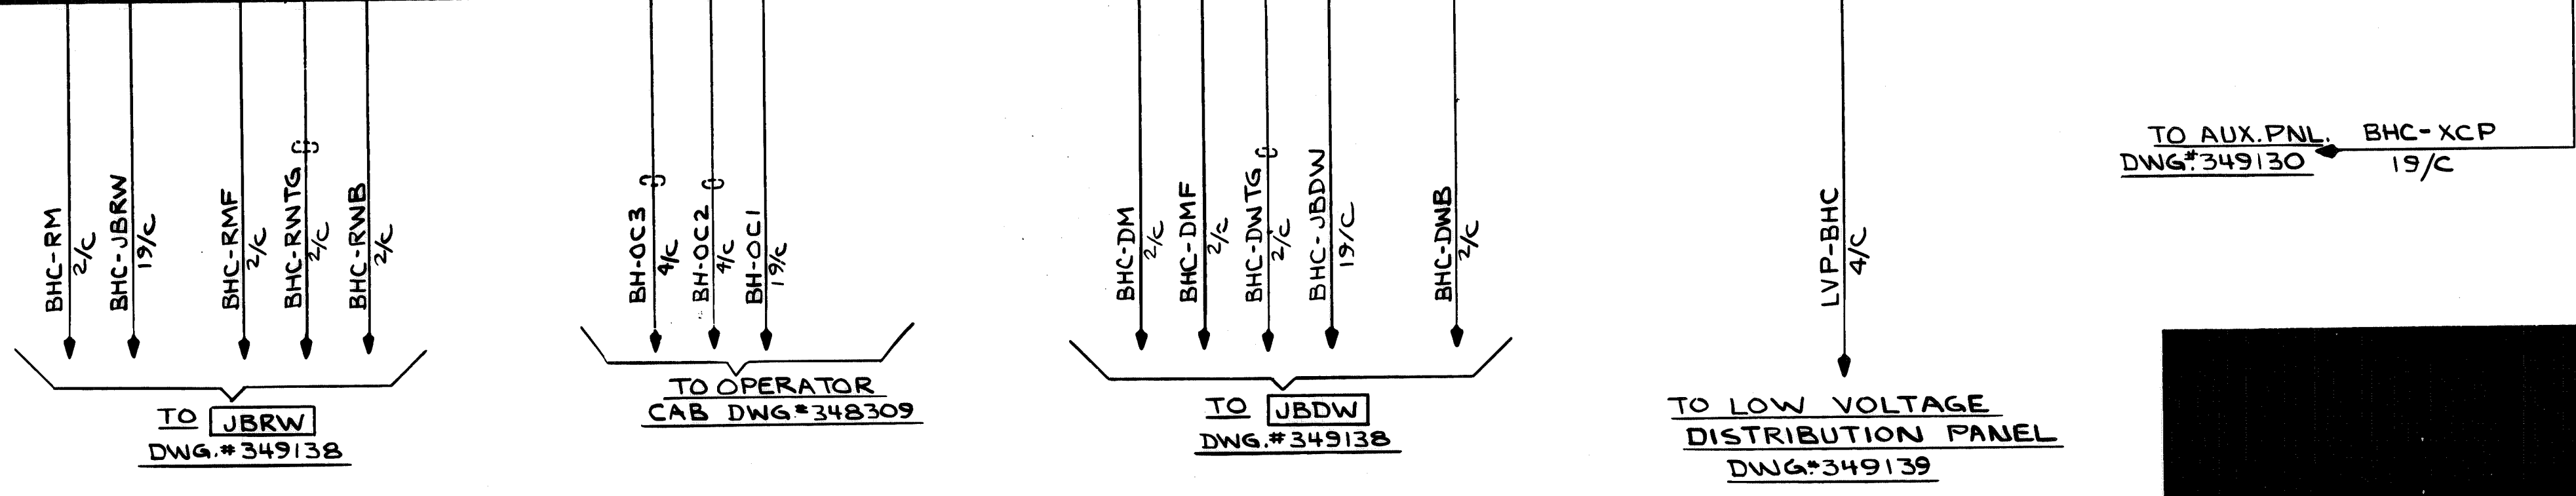 BHC-RM
2/C
BHC-JBRW
19/C
BHC-RMF
2/C
BHC-RWTG
2/C
BHC-RWB
2/C
TO JBRW
DWG.#349138
BH-OC3
4/C
BH-OC2
4/C
BH-OC1
19/C
TO OPERATOR
CAB DWG.#348309
BHC-DM
2/C
BHC-DMF
2/C
BHC-DWTG
2/C
BHC-JBDW
19/C
BHC-DWB
2/C
TO JBDW
DWG.#349138
LVP-BHC
4/C
TO LOW VOLTAGE
DISTRIBUTION PANEL
DWG.#349139
TO AUX.PNL. BHC-XCP
DWG.#349130 19/C